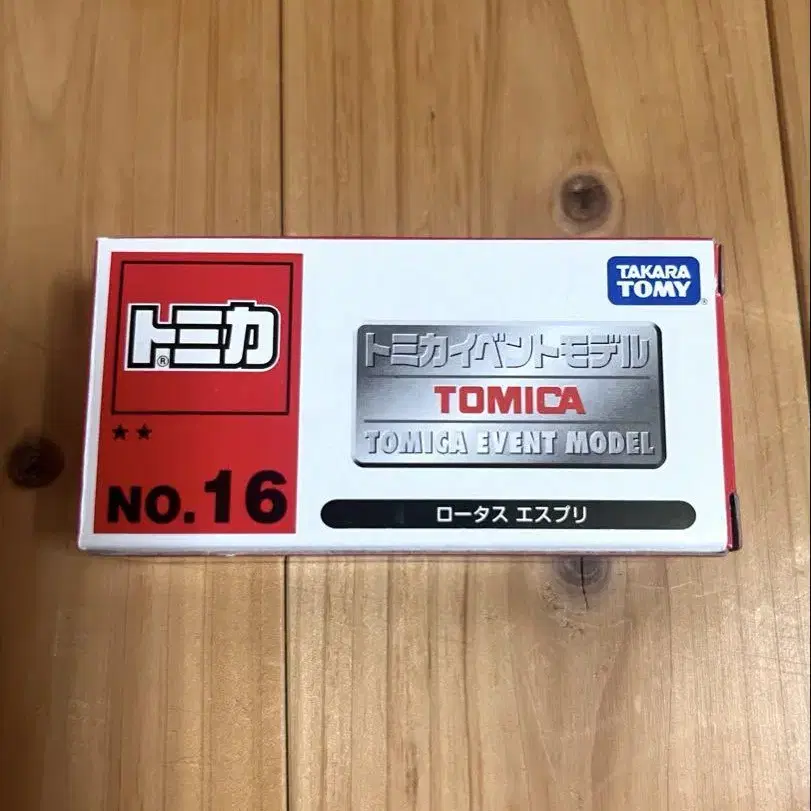 トミカ
®
★★
NO.16
TAKARA
TOMY®
トミカイベントモデル
TOMICA
TOMICA EVENT MODEL
ロータス エスプリ